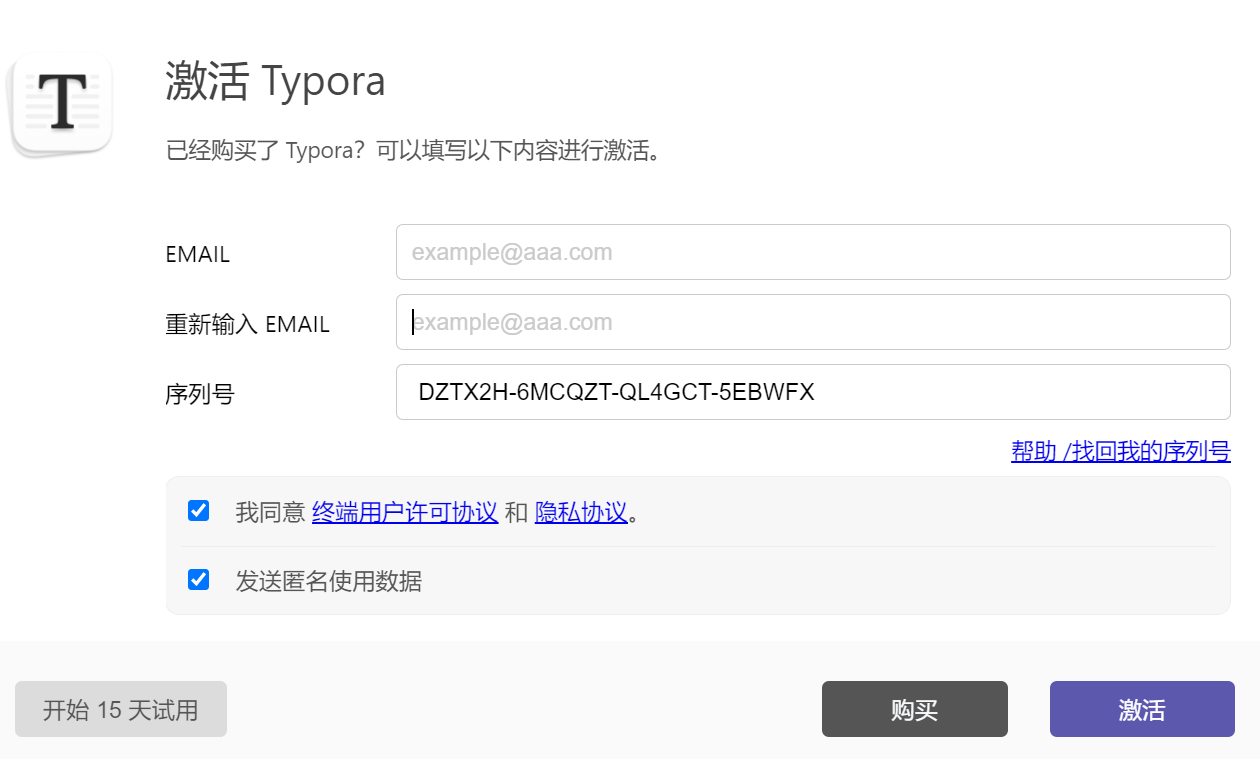 T
激活 Typora
已经购买了 Typora？可以填写以下内容进行激活。
EMAIL
example@aaa.com
重新输入 EMAIL
example@aaa.com
序列号
DZTX2H-6MCQZT-QL4GCT-5EBWFX
帮助 /找回我的序列号
我同意 终端用户许可协议 和 隐私协议。
发送匿名使用数据
开始 15 天试用
购买
激活